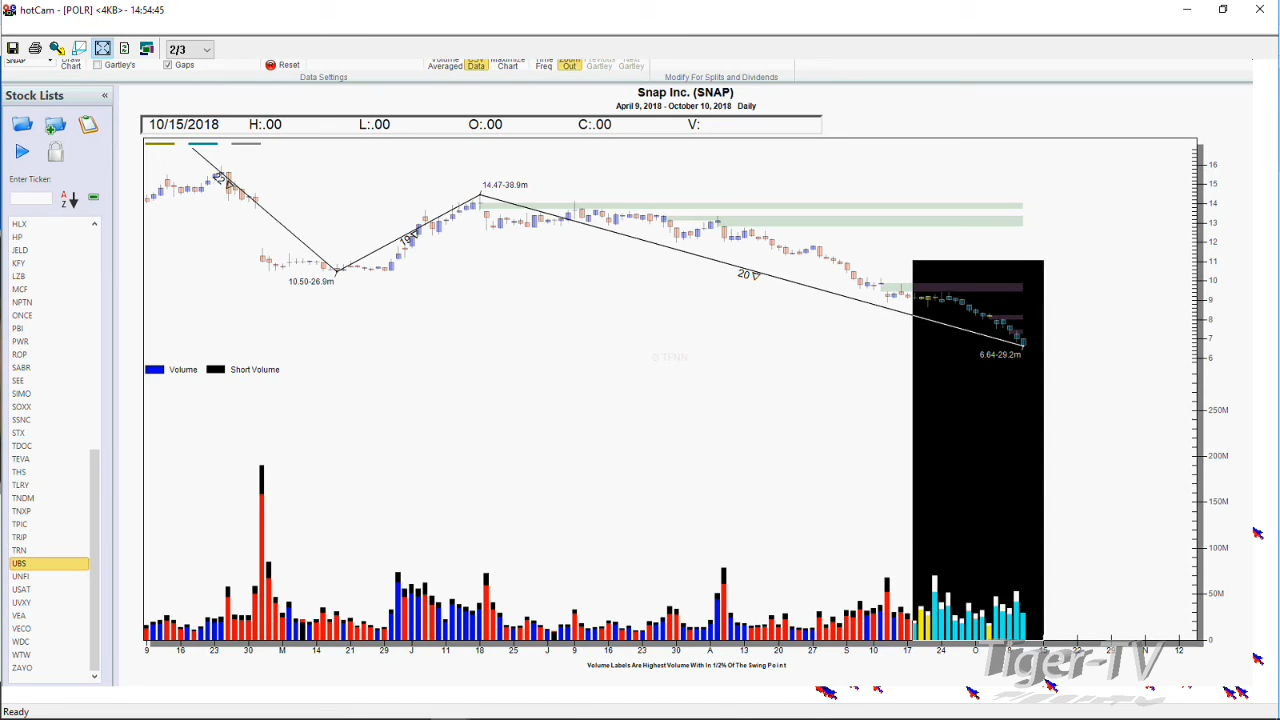 hotCam - [POLR] <4KB> - 14:54:45
2/3
SNAP Draw Gartley's Gaps Reset Volume Data Maximize Time Zoom Previous Next
Chart Averaged Chart Freq Out Gartley Gartley
Data Settings
Modify For Splits and Dividends
Stock Lists «
Snap Inc. (SNAP)
April 9, 2018 - October 10, 2018 Daily
10/15/2018 H:.00 L:.00 O:.00 C:.00 V:
Enter Ticker:
A
Z
HLX
HP
JELD
KFY
LZB
MCF
NPTN
ONCE
PBI
PWR
ROP
SABR
SEE
SIMO
SOXX
SSNC
STX
TDOC
TEVA
THS
TLRY
TNDM
TNXP
TPIC
TRIP
TRN
UBS
UNFI
USAT
UVXY
VEA
VECO
WDC
WTW
ZAYO
14.47-38.9m
10.50-26.9m
19
20
6.64-29.2m
© TPNN
Volume Short Volume
16
15
14
13
12
11
10
9
8
7
6
250M
200M
150M
100M
50M
0
9 16 23 30 M 14 21 29 J 11 18 25 J 9 16 23 30 A 13 20 27 S 10 17 24 O 8 15 N 12
Volume Labels Are Highest Volume With In 1/2% Of The Swing Point
Tiger-TV
Ready